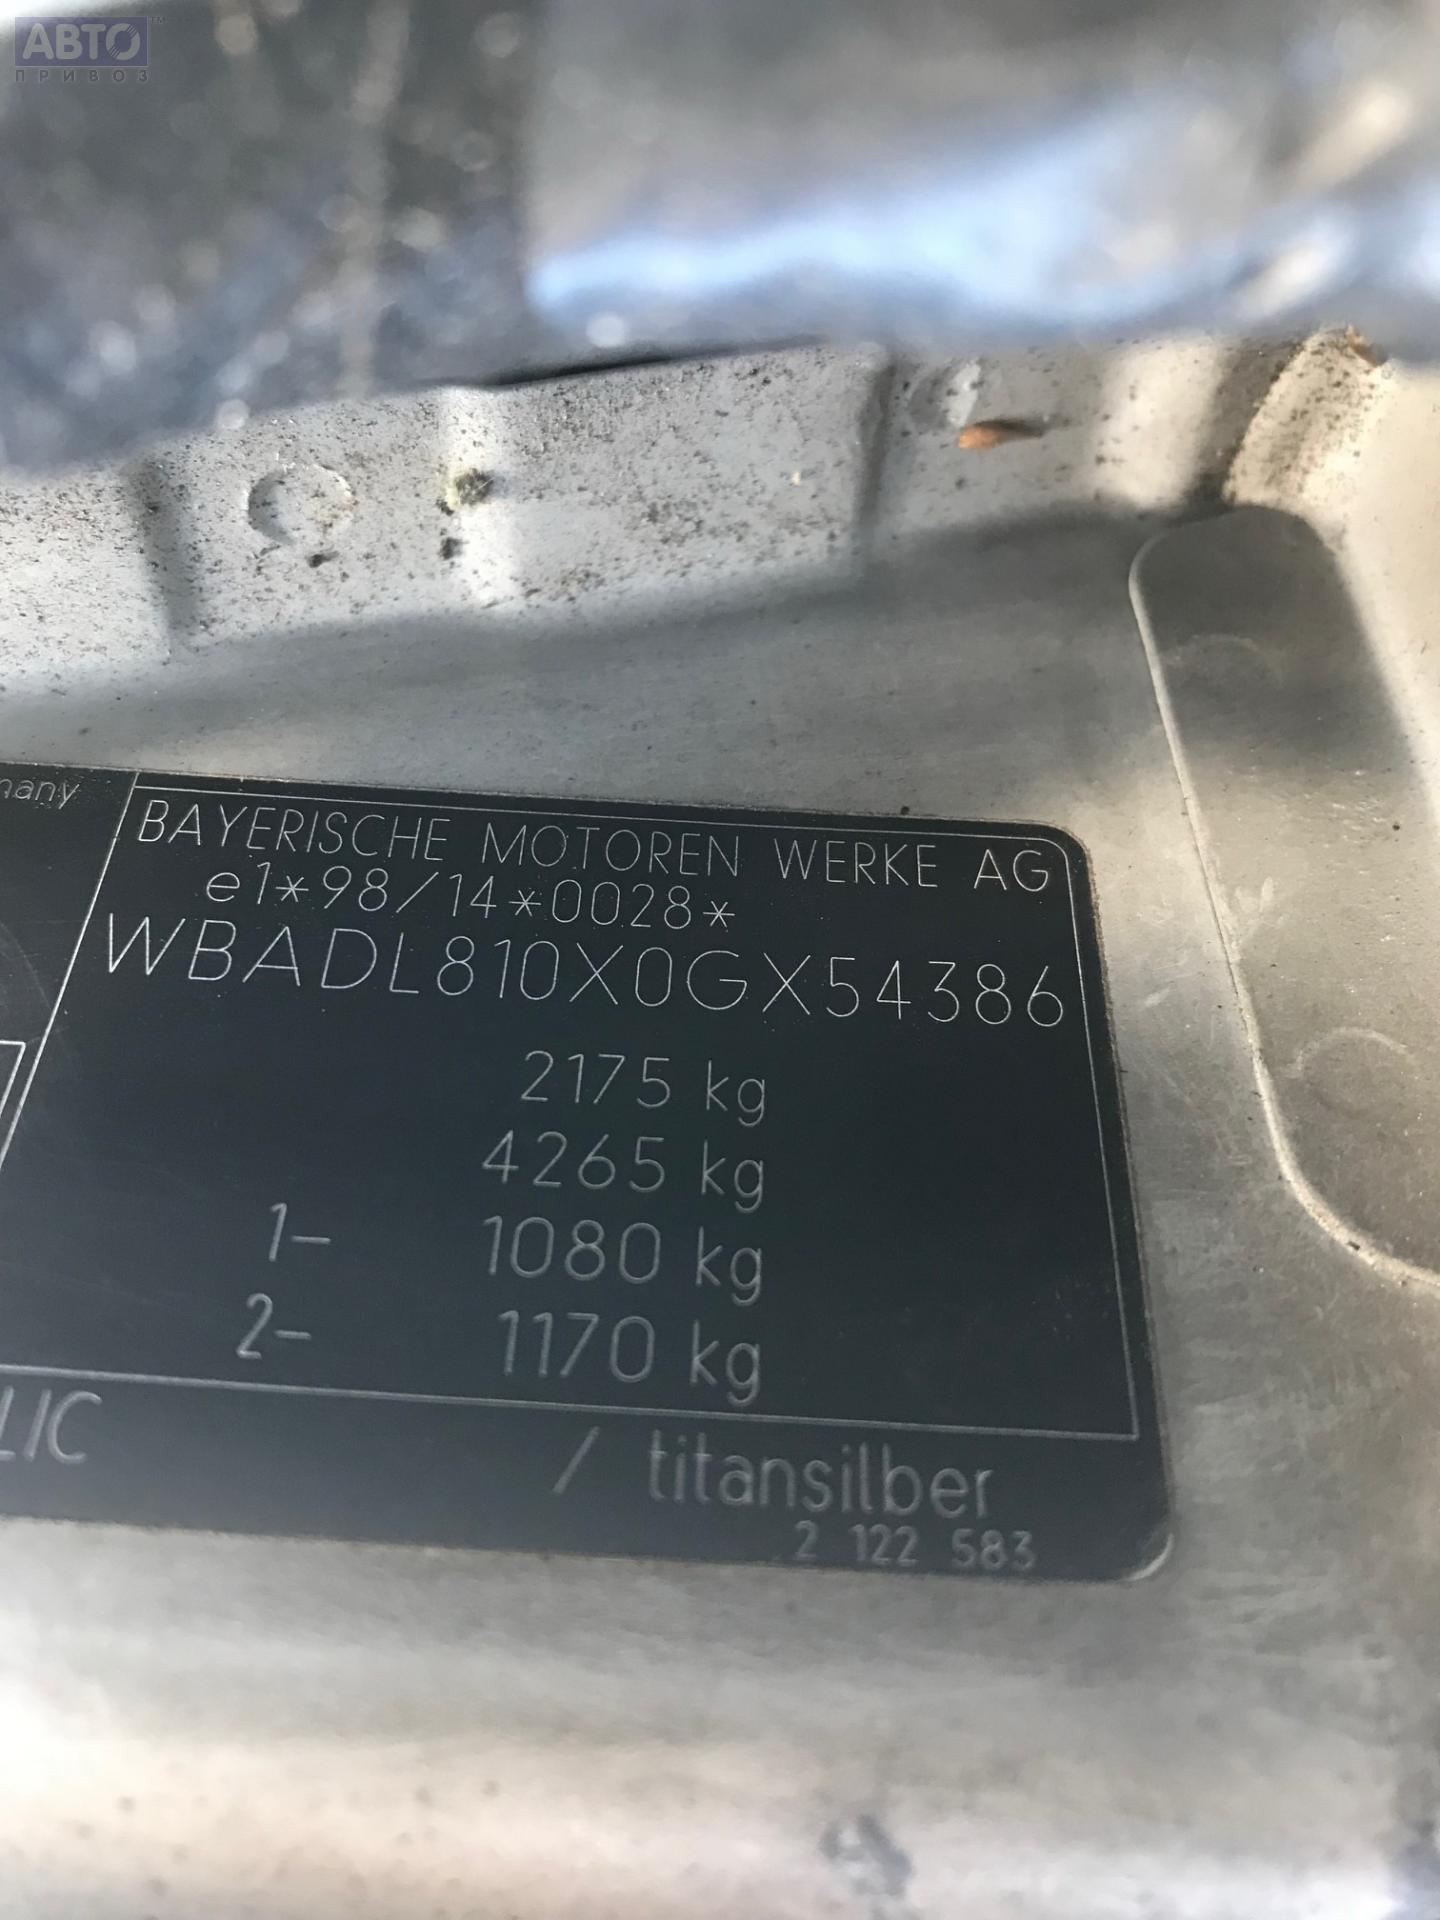 АВТО™
ПРИВОЗ
many
BAYERISCHE MOTOREN WERKE AG
e1*98/14*0028*
WBADL810X0GX54386
2175 kg
4265 kg
1- 1080 kg
2- 1170 kg
LIC / titansilber
2 122 583